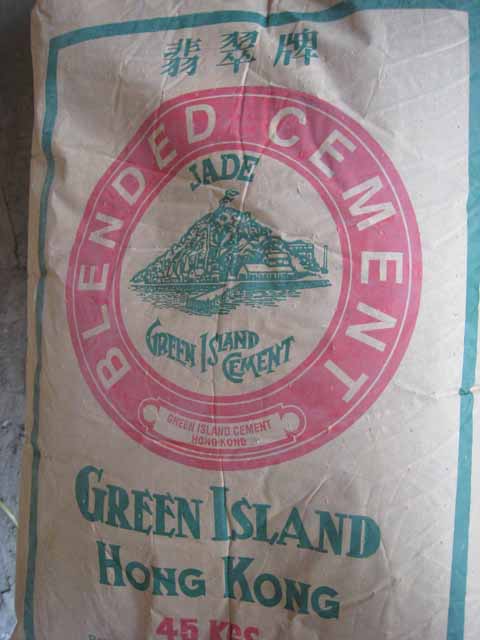 翡翠牌
BLENDED CEMENT
JADE
GREEN ISLAND
CEMENT
GREEN ISLAND CEMENT
HONG KONG
GREEN ISLAND
HONG KONG
45 KGS